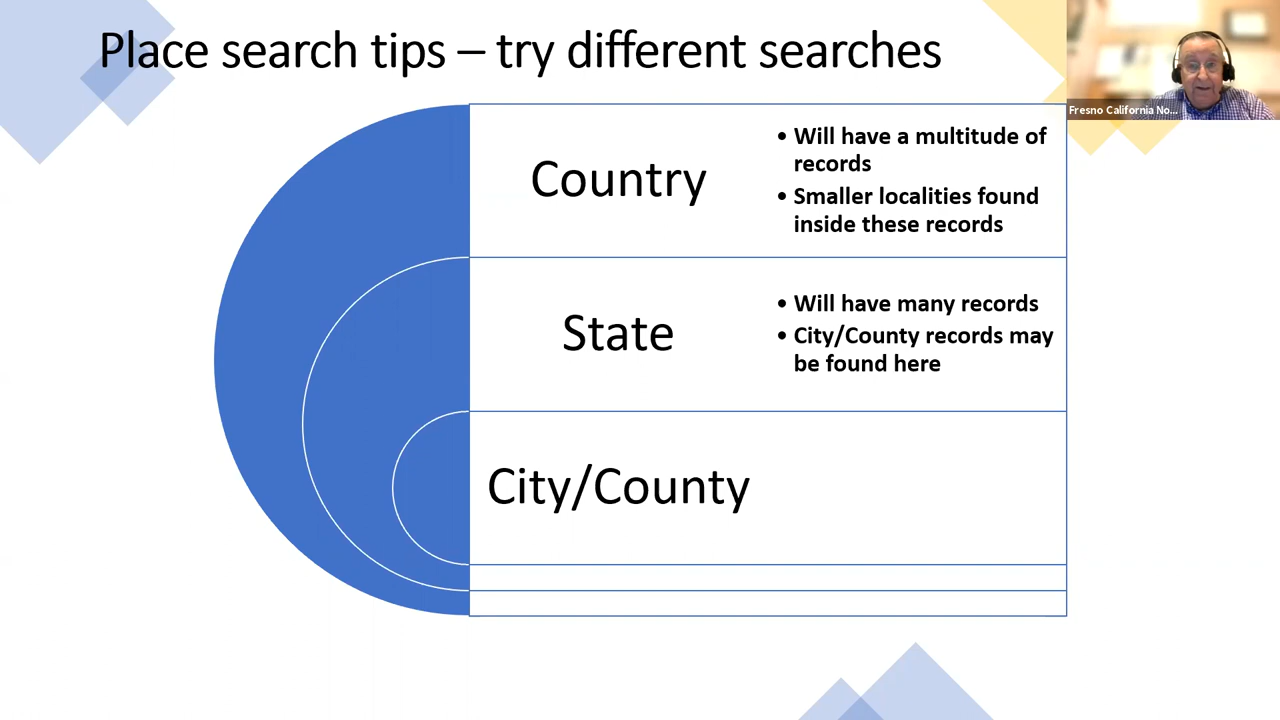 Place search tips – try different searches
Fresno California No...
Country
• Will have a multitude of
records
• Smaller localities found
inside these records
State
• Will have many records
• City/County records may
be found here
City/County